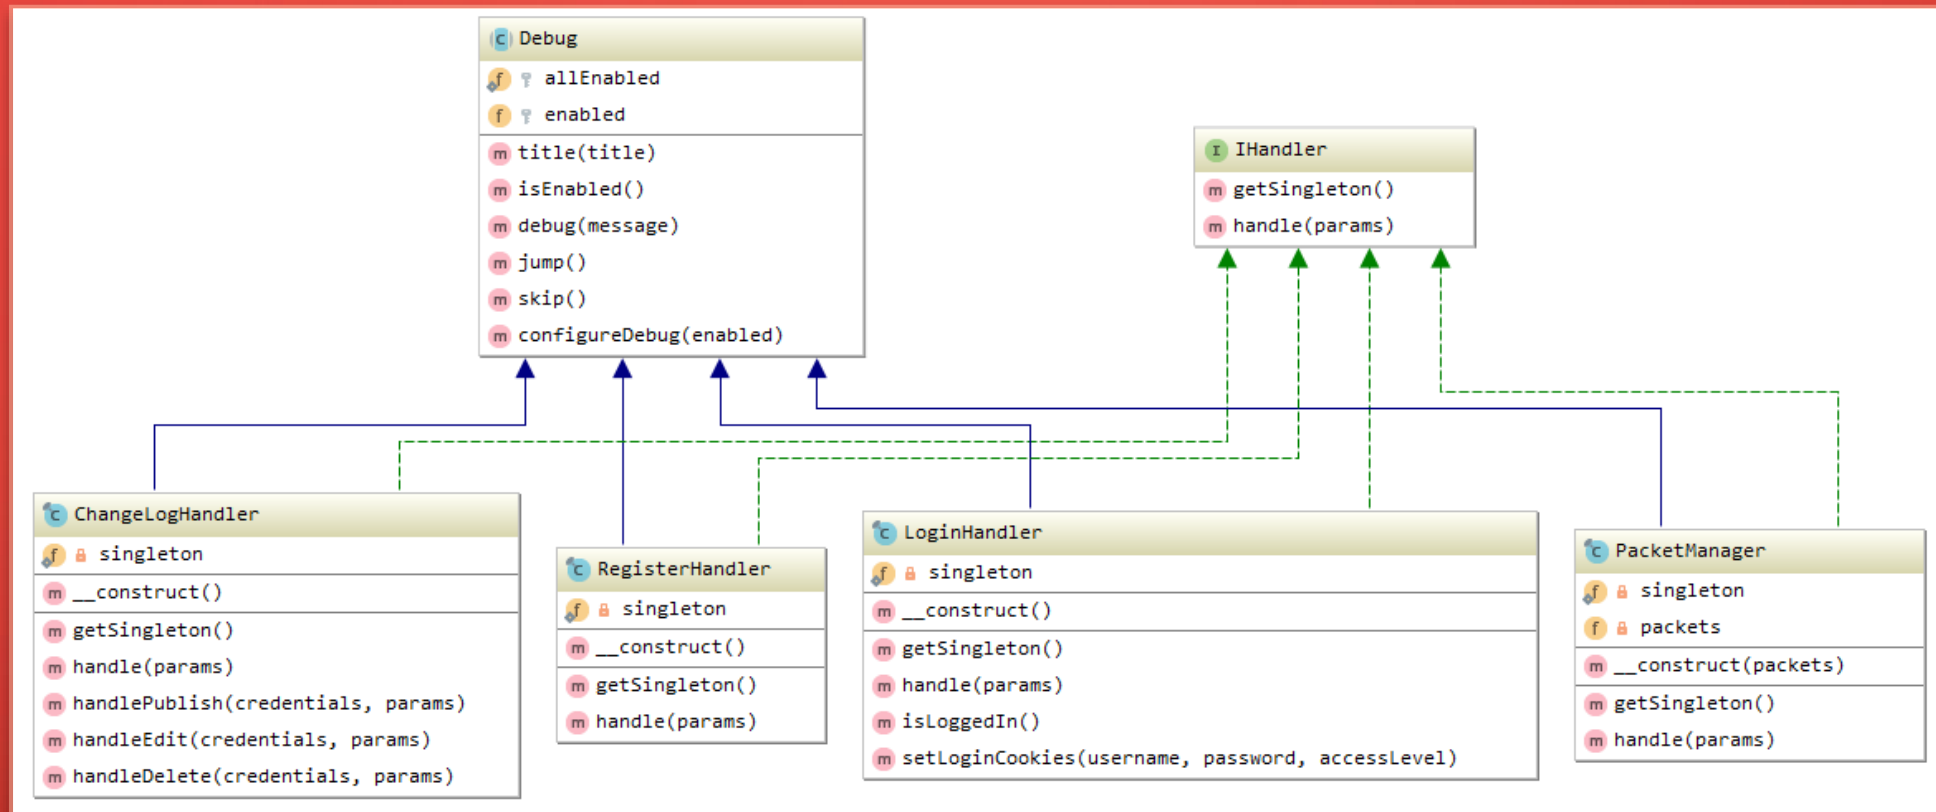 Debug
allEnabled
enabled
title(title)
isEnabled()
debug(message)
jump()
skip()
configureDebug(enabled)
IHandler
getSingleton()
handle(params)
ChangeLogHandler
singleton
__construct()
getSingleton()
handle(params)
handlePublish(credentials, params)
handleEdit(credentials, params)
handleDelete(credentials, params)
RegisterHandler
singleton
__construct()
getSingleton()
handle(params)
LoginHandler
singleton
__construct()
getSingleton()
handle(params)
isLoggedIn()
setLoginCookies(username, password, accessLevel)
PacketManager
singleton
packets
__construct(packets)
getSingleton()
handle(params)